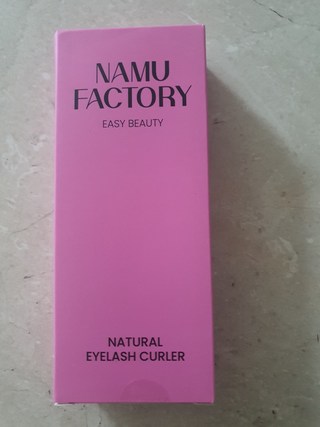 NAMU
FACTORY
EASY BEAUTY
NATURAL
EYELASH CURLER